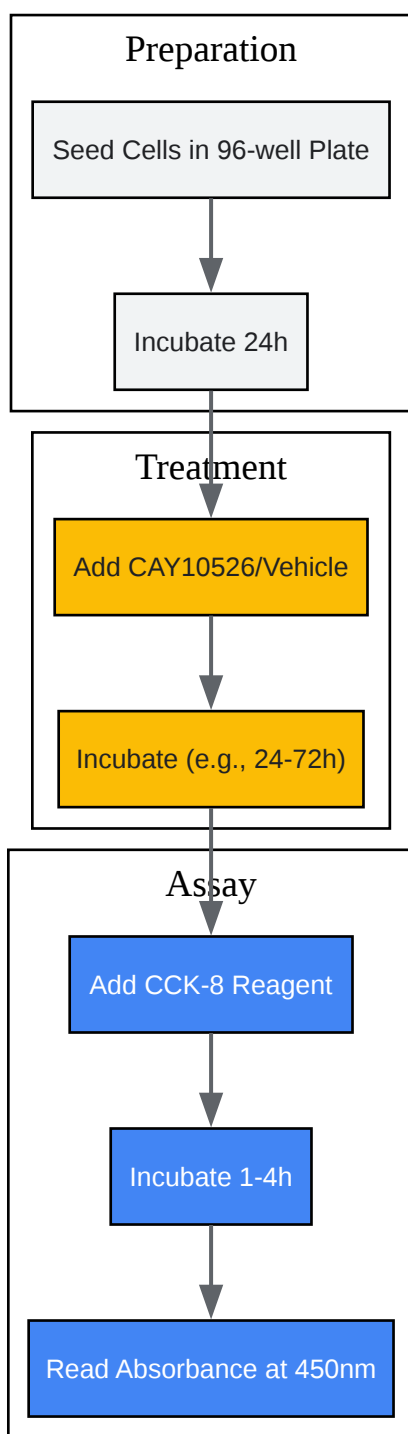 Preparation
Seed Cells in 96-well Plate
Incubate 24h
Treatment
Add CAY10526/Vehicle
Incubate (e.g., 24-72h)
Assay
Add CCK-8 Reagent
Incubate 1-4h
Read Absorbance at 450nm